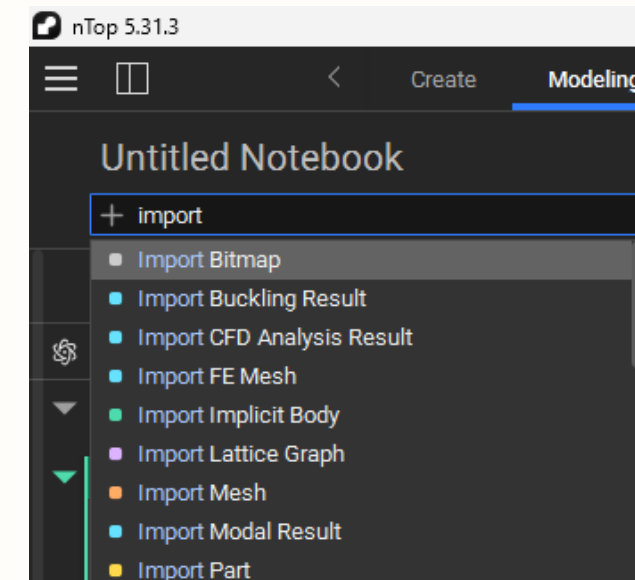 nTop 5.31.3
Create Modeling
Untitled Notebook
import
Import Bitmap
Import Buckling Result
Import CFD Analysis Result
Import FE Mesh
Import Implicit Body
Import Lattice Graph
Import Mesh
Import Modal Result
Import Part